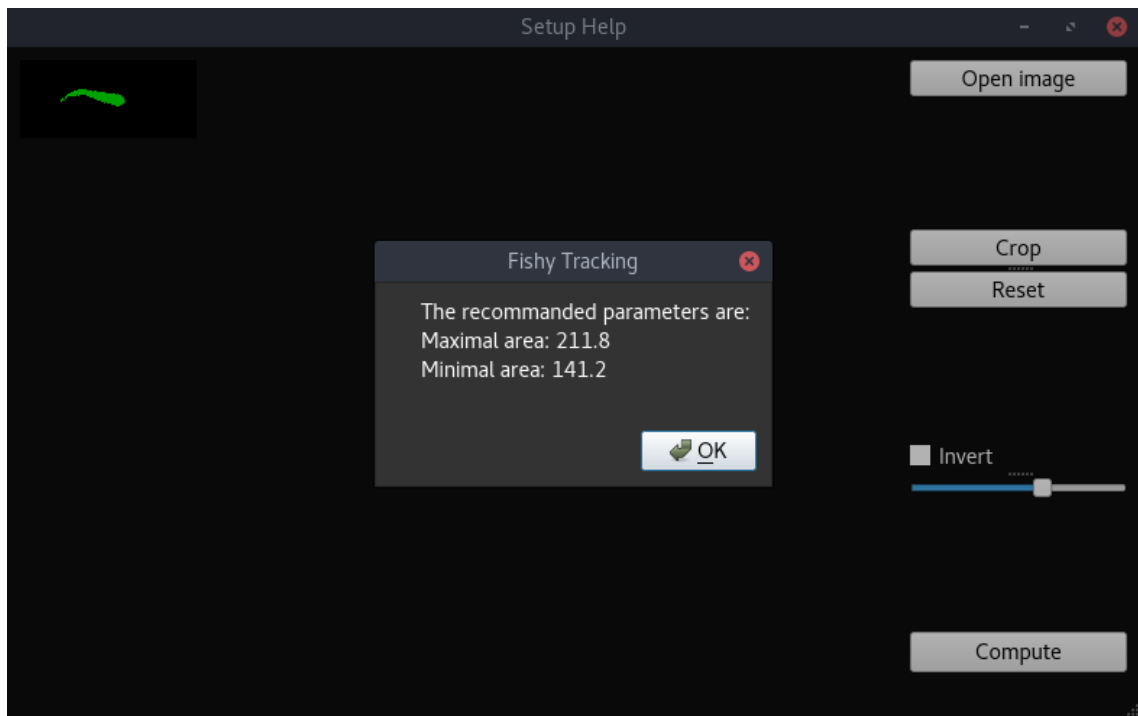 Setup Help
Open image
Crop
Reset
Fishy Tracking
The recommanded parameters are:
Maximal area: 211.8
Minimal area: 141.2
OK
Invert
Compute